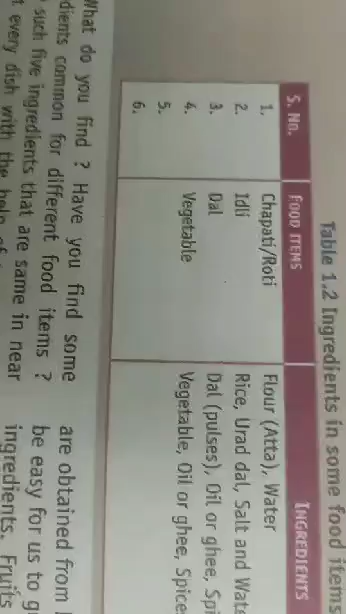 Table 1.2 Ingredients in some food items
S. No. FOOD ITEMS INGREDIENTS
1. Chapati/Roti Flour (Atta), Water
2. Idli Rice, Urad dal, Salt and
3. Dal Dal (pulses), Oil or ghee,
4. Vegetable Vegetable, Oil or ghee,
5.
6.
What do you find ? Have you find some
common for different food items ?
such five ingredients that are same in near
every dish with the help of
are obtained from
be easy for us to
ingredients. Fruits